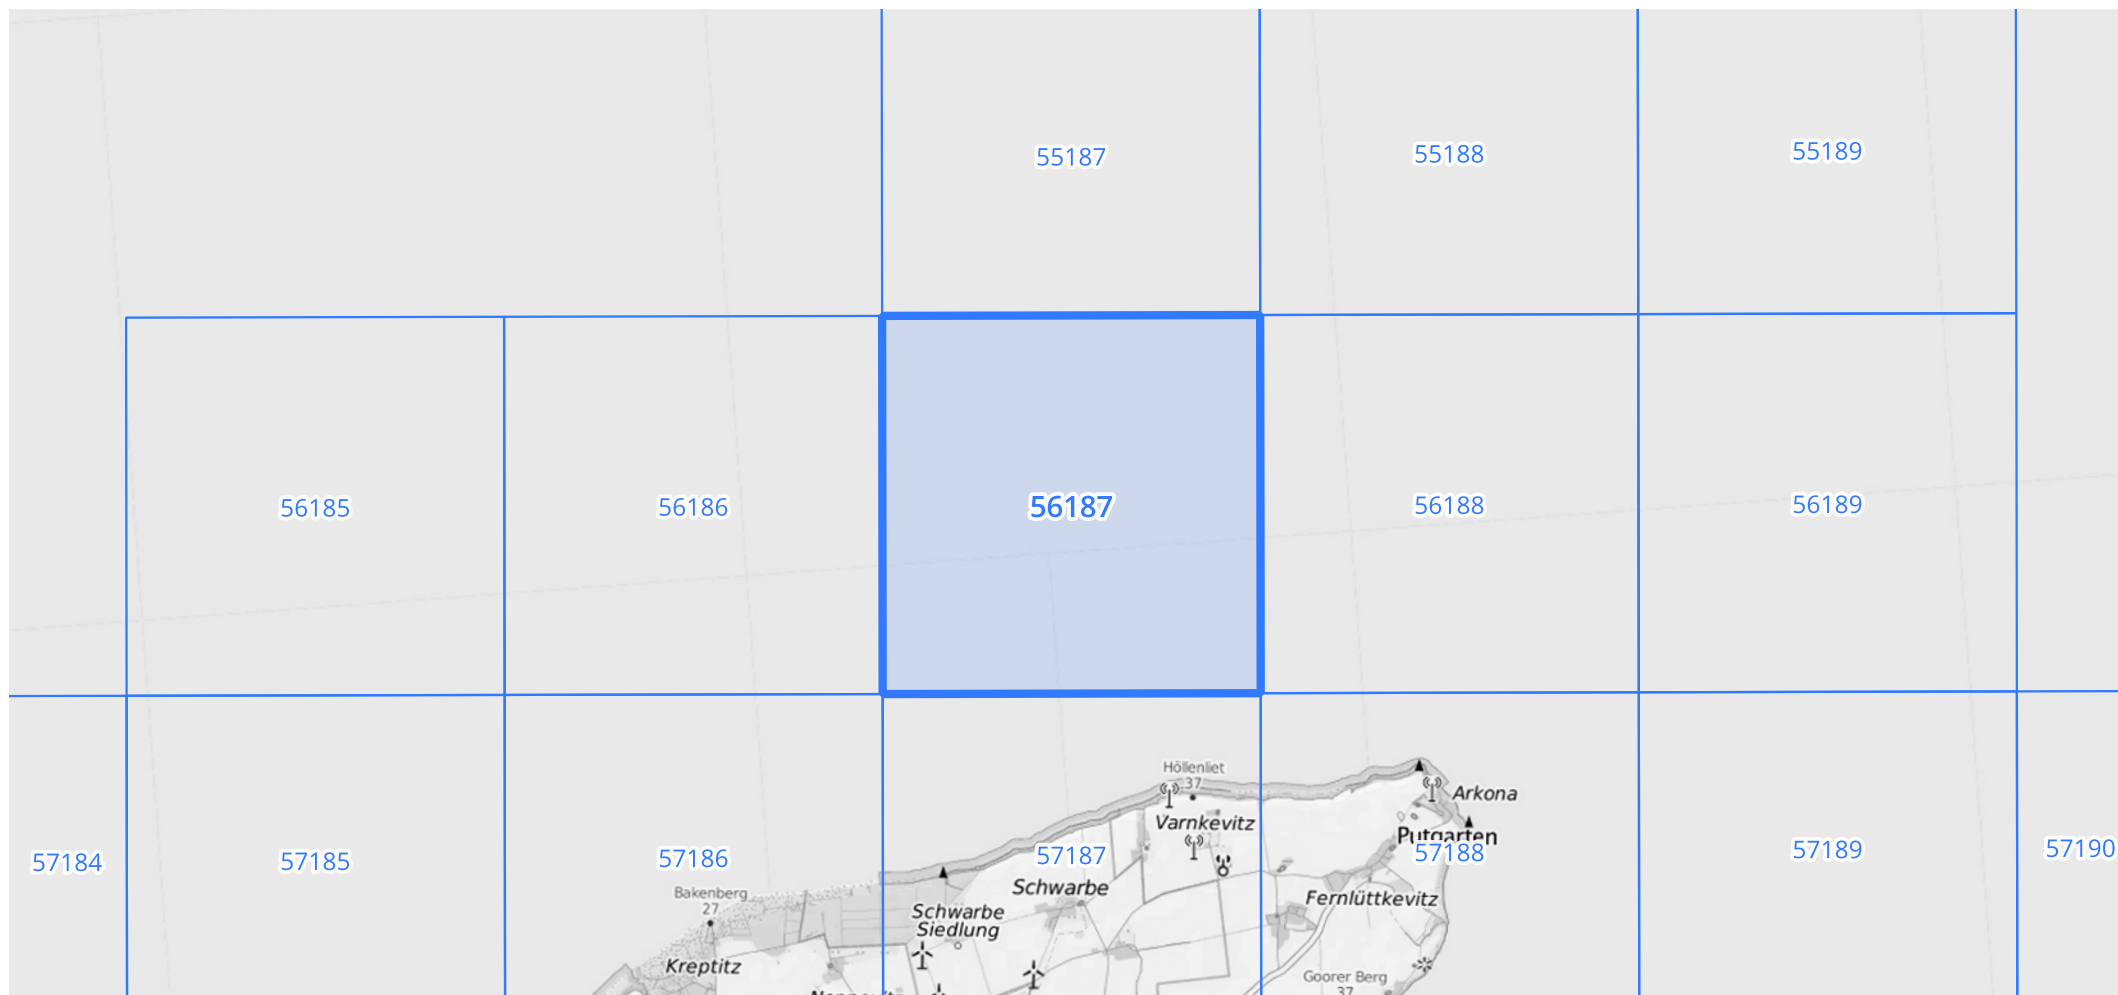 55187
55188
55189
56185
56186
56187
56188
56189
Höllenliet
37
Arkona
Varnkevitz
Putgarten
57184
57185
57186
57187
57188
57189
57190
Bakenberg
27
Schwarbe
Fernlüttkevitz
Schwarbe
Siedlung
Kreptitz
Goorer Berg
37